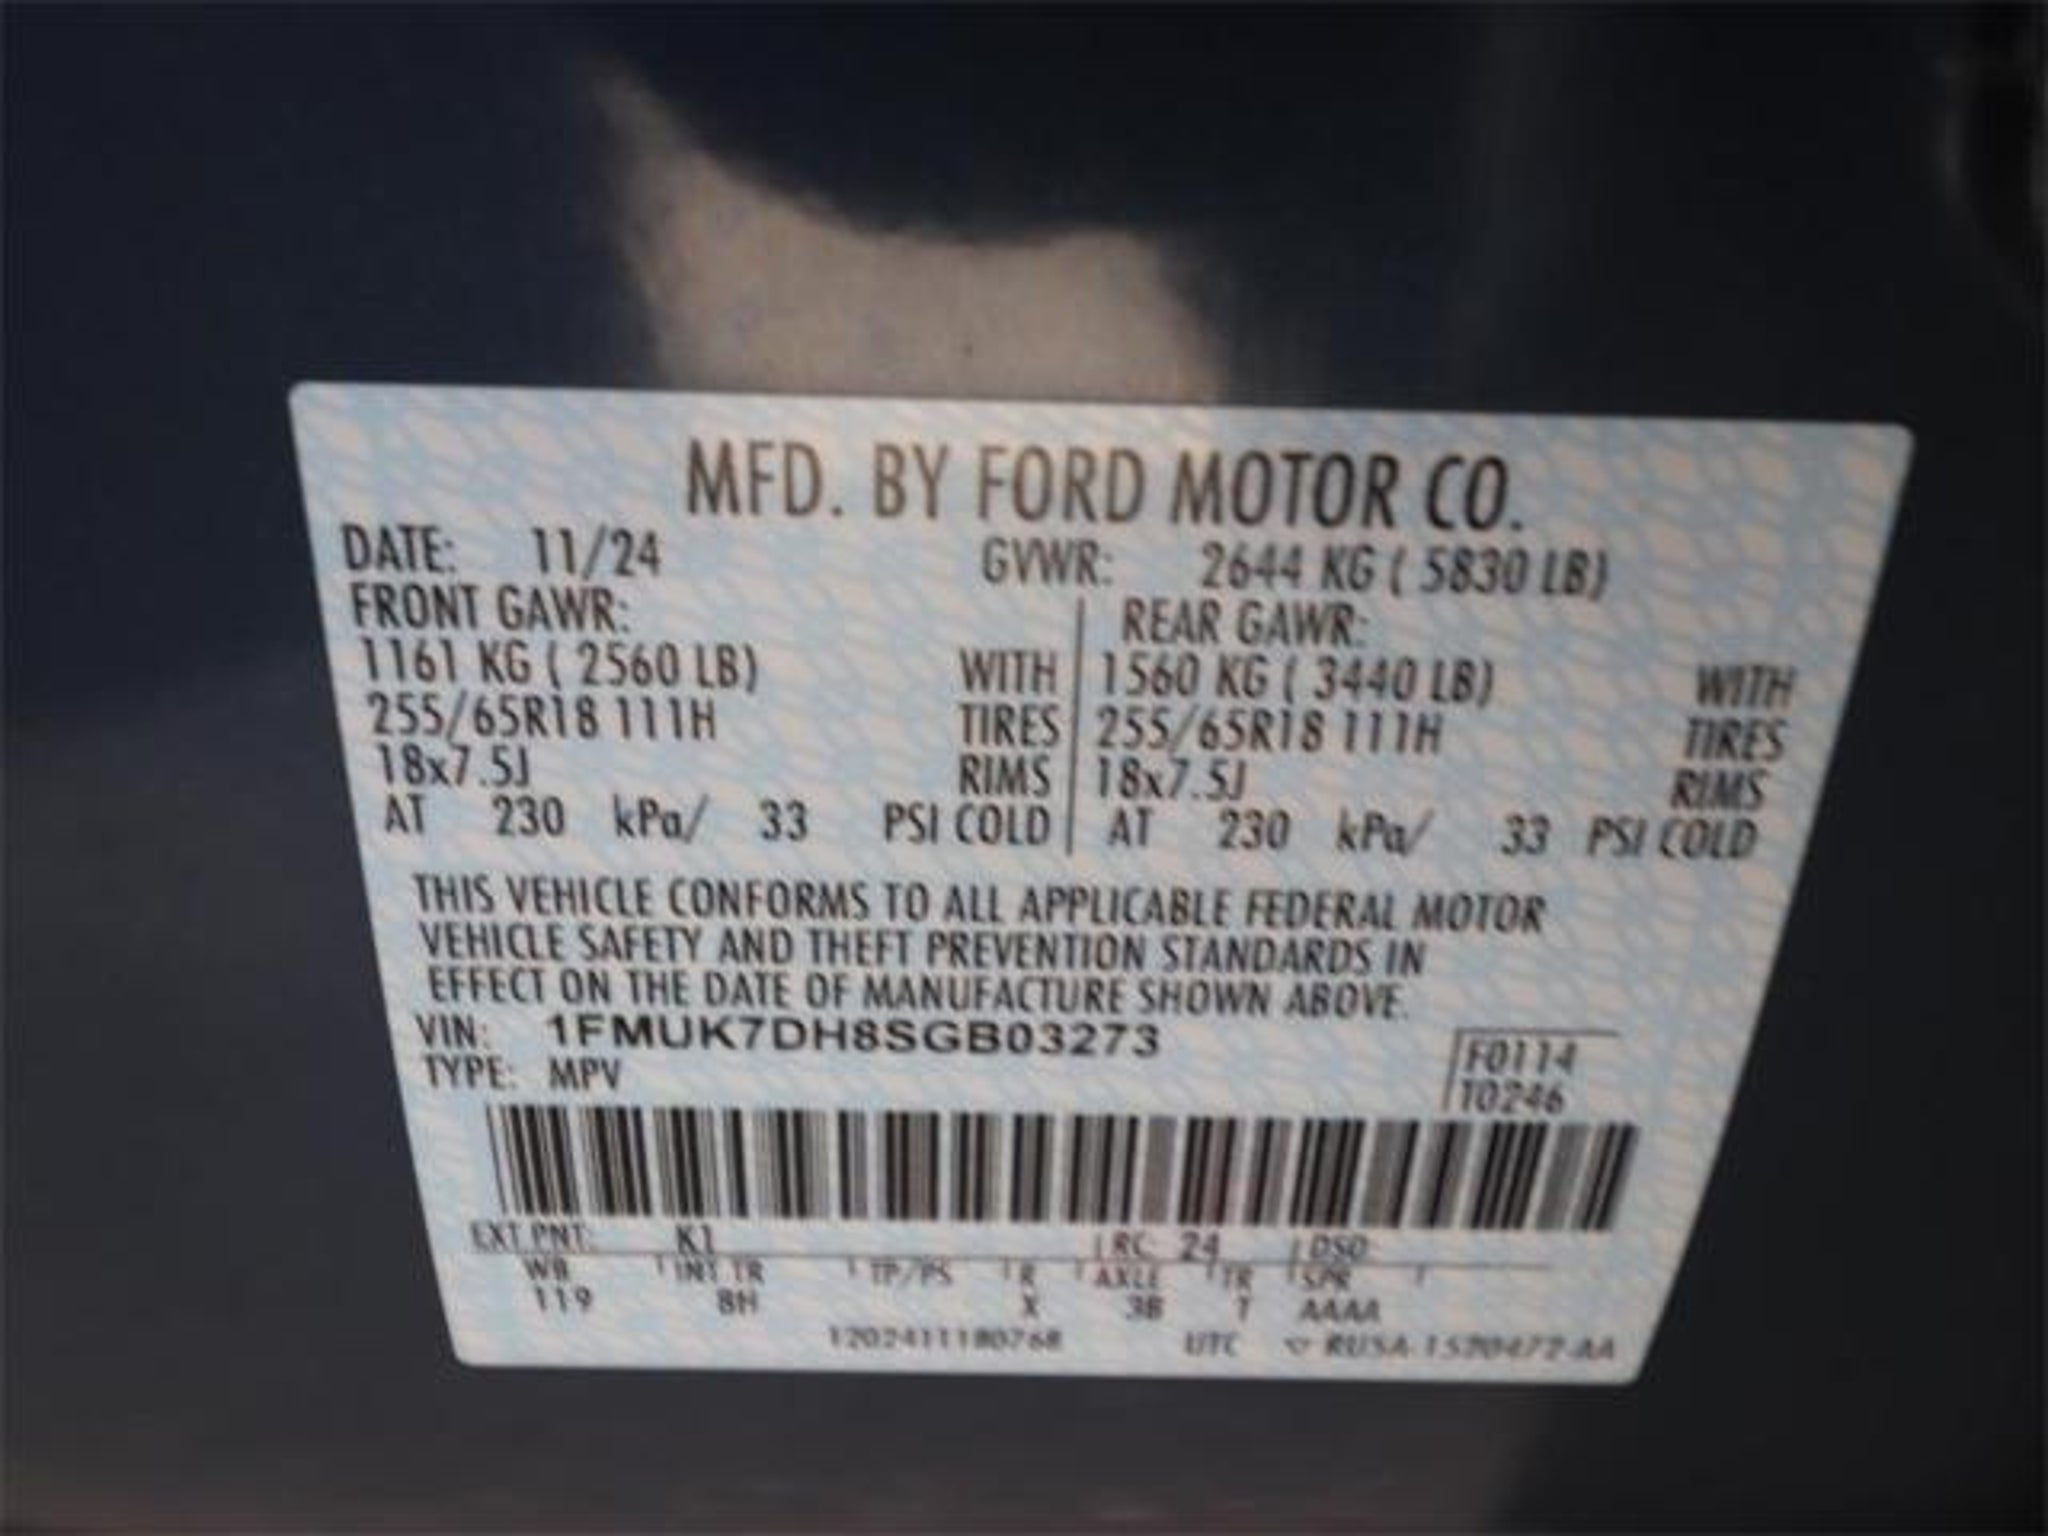 MFD. BY FORD MOTOR CO.
DATE: 11/24 GVWR: 2644 KG ( 5830 LB)
FRONT GAWR: REAR GAWR:
1161 KG ( 2560 LB) WITH 1560 KG ( 3440 LB) WITH
255/65R18 111H TIRES 255/65R18 111H TIRES
18x7.5J RIMS 18x7.5J RIMS
AT 230 kPa/ 33 PSI COLD AT 230 kPa/ 33 PSI COLD
THIS VEHICLE CONFORMS TO ALL APPLICABLE FEDERAL MOTOR
VEHICLE SAFETY AND THEFT PREVENTION STANDARDS IN
EFFECT ON THE DATE OF MANUFACTURE SHOWN ABOVE.
VIN: 1FMUK7DH8SGB03273
TYPE: MPV
F0114
T0246
EXT PNT: K1 RC: 24 DSO:
WB INT TR TP/PS R AXLE TR SPR
119 8H X 3B AAAA
UTC